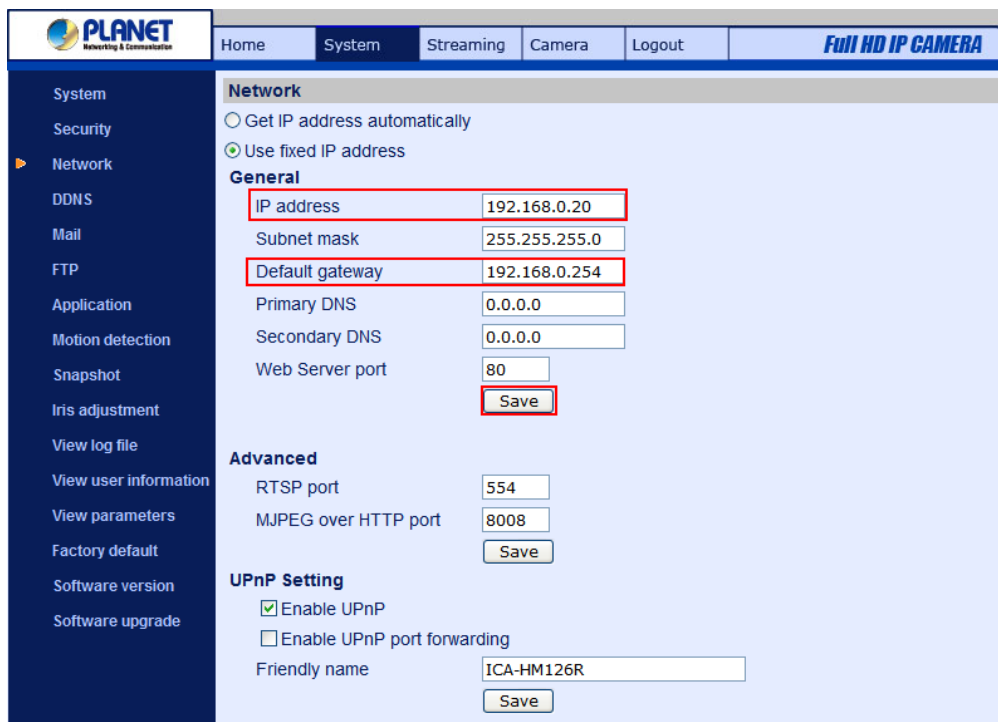 PLANET
Networking & Communication
Home System Streaming Camera Logout Full HD IP CAMERA
System
Security
Network
DDNS
Mail
FTP
Application
Motion detection
Snapshot
Iris adjustment
View log file
View user information
View parameters
Factory default
Software version
Software upgrade
Network
Get IP address automatically
Use fixed IP address
General
IP address 192.168.0.20
Subnet mask 255.255.255.0
Default gateway 192.168.0.254
Primary DNS 0.0.0.0
Secondary DNS 0.0.0.0
Web Server port 80
Save
Advanced
RTSP port 554
MJPEG over HTTP port 8008
Save
UPnP Setting
Enable UPnP
Enable UPnP port forwarding
Friendly name ICA-HM126R
Save